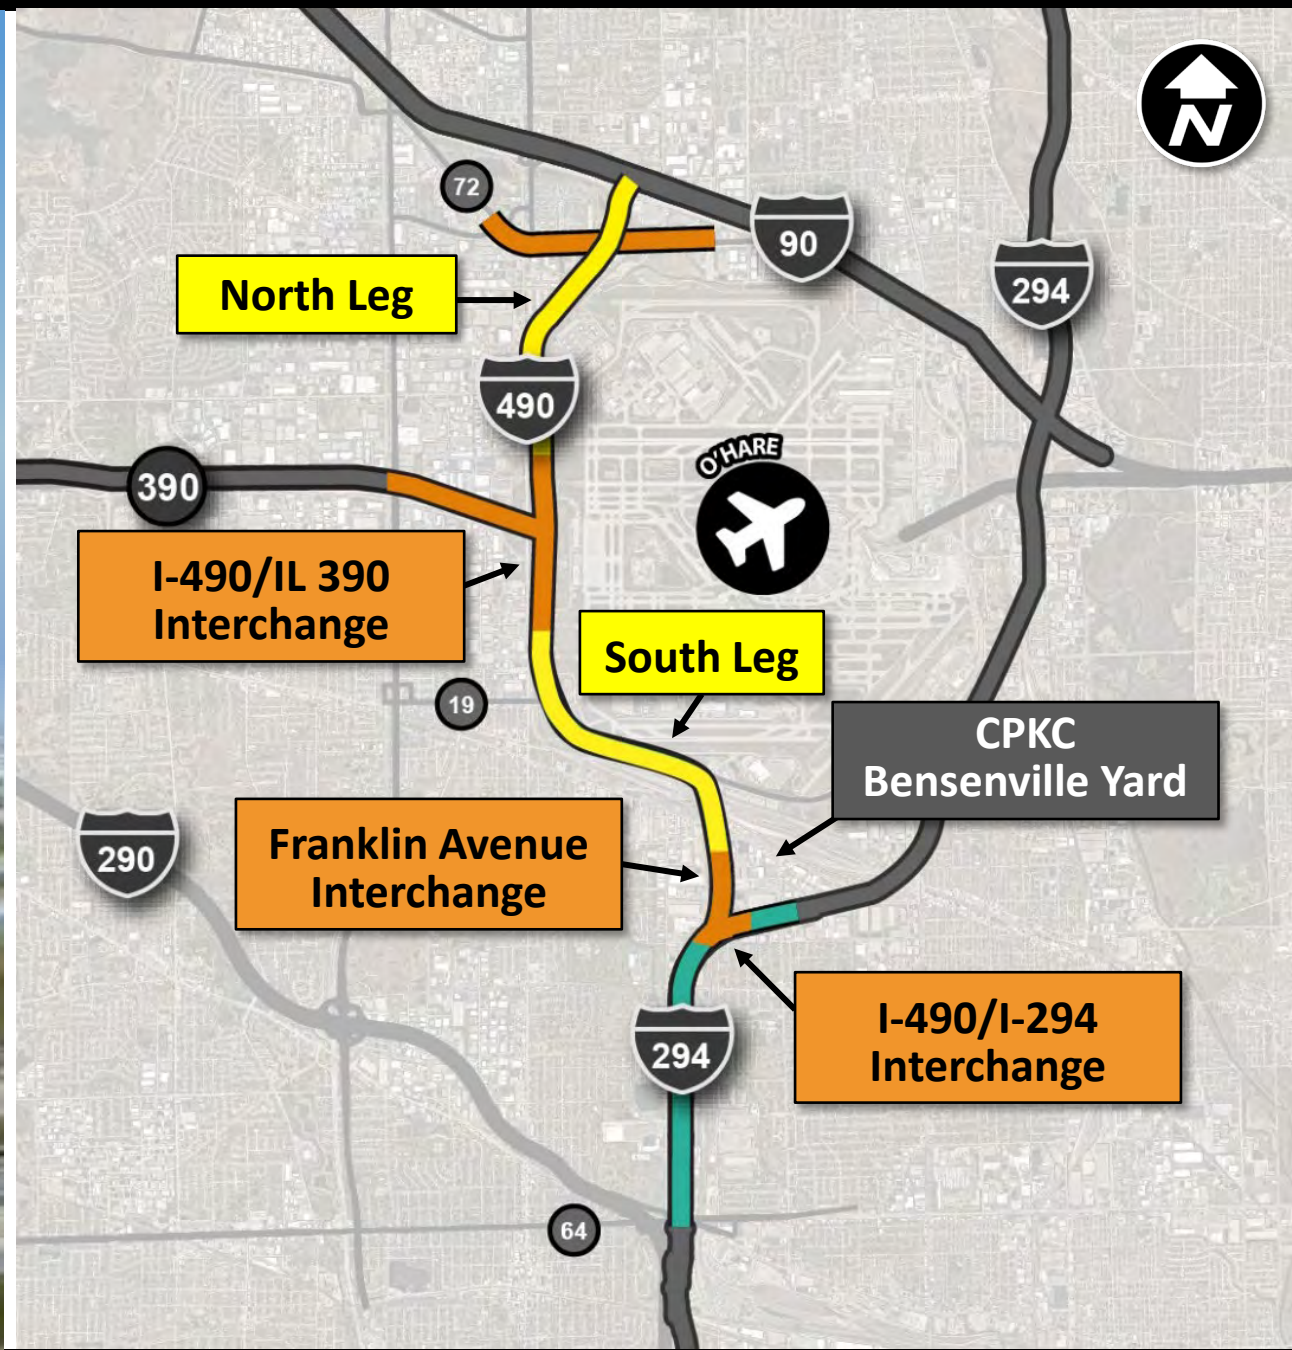 N
72
90
294
North Leg
490
O'HARE
390
I-490/IL 390
Interchange
South Leg
19
CPKC
Bensenville Yard
290
Franklin Avenue
Interchange
I-490/I-294
Interchange
294
64